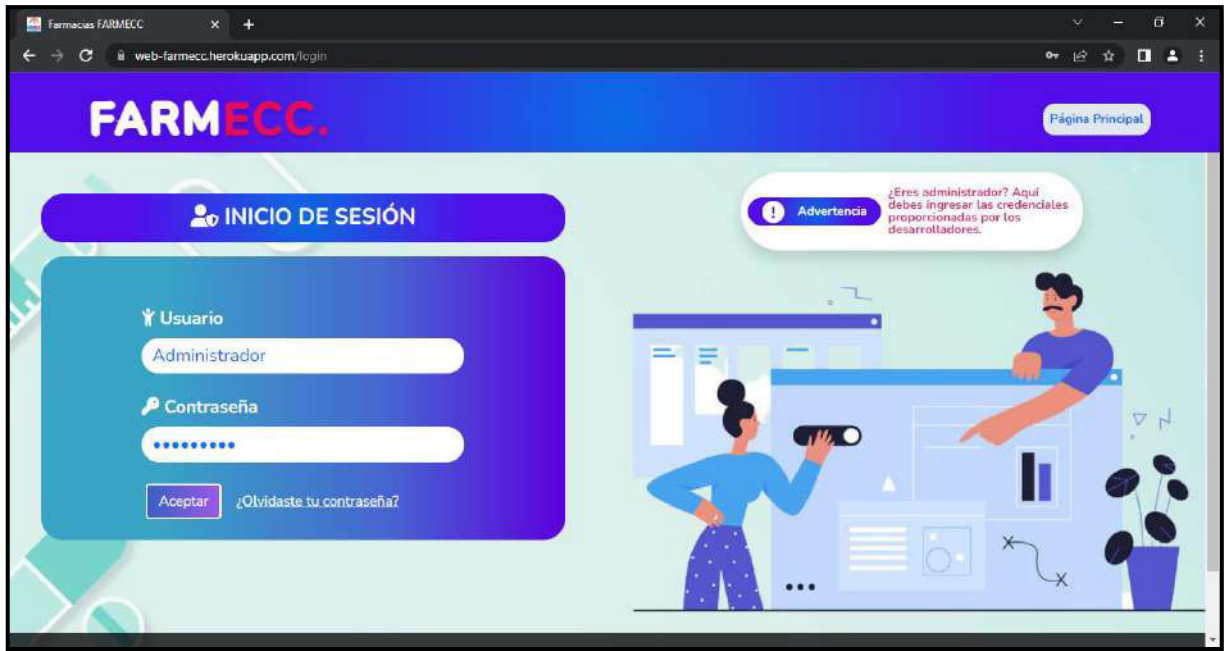 Farmacias FARMECC
web-farmecc.herokuapp.com/login
FARMECC.
Página Principal
INICIO DE SESIÓN
Advertencia
¿Eres administrador? Aquí
debes ingresar las credenciales
proporcionadas por los
desarrolladores.
Usuario
Administrador
Contraseña
Aceptar
¿Olvidaste tu contraseña?